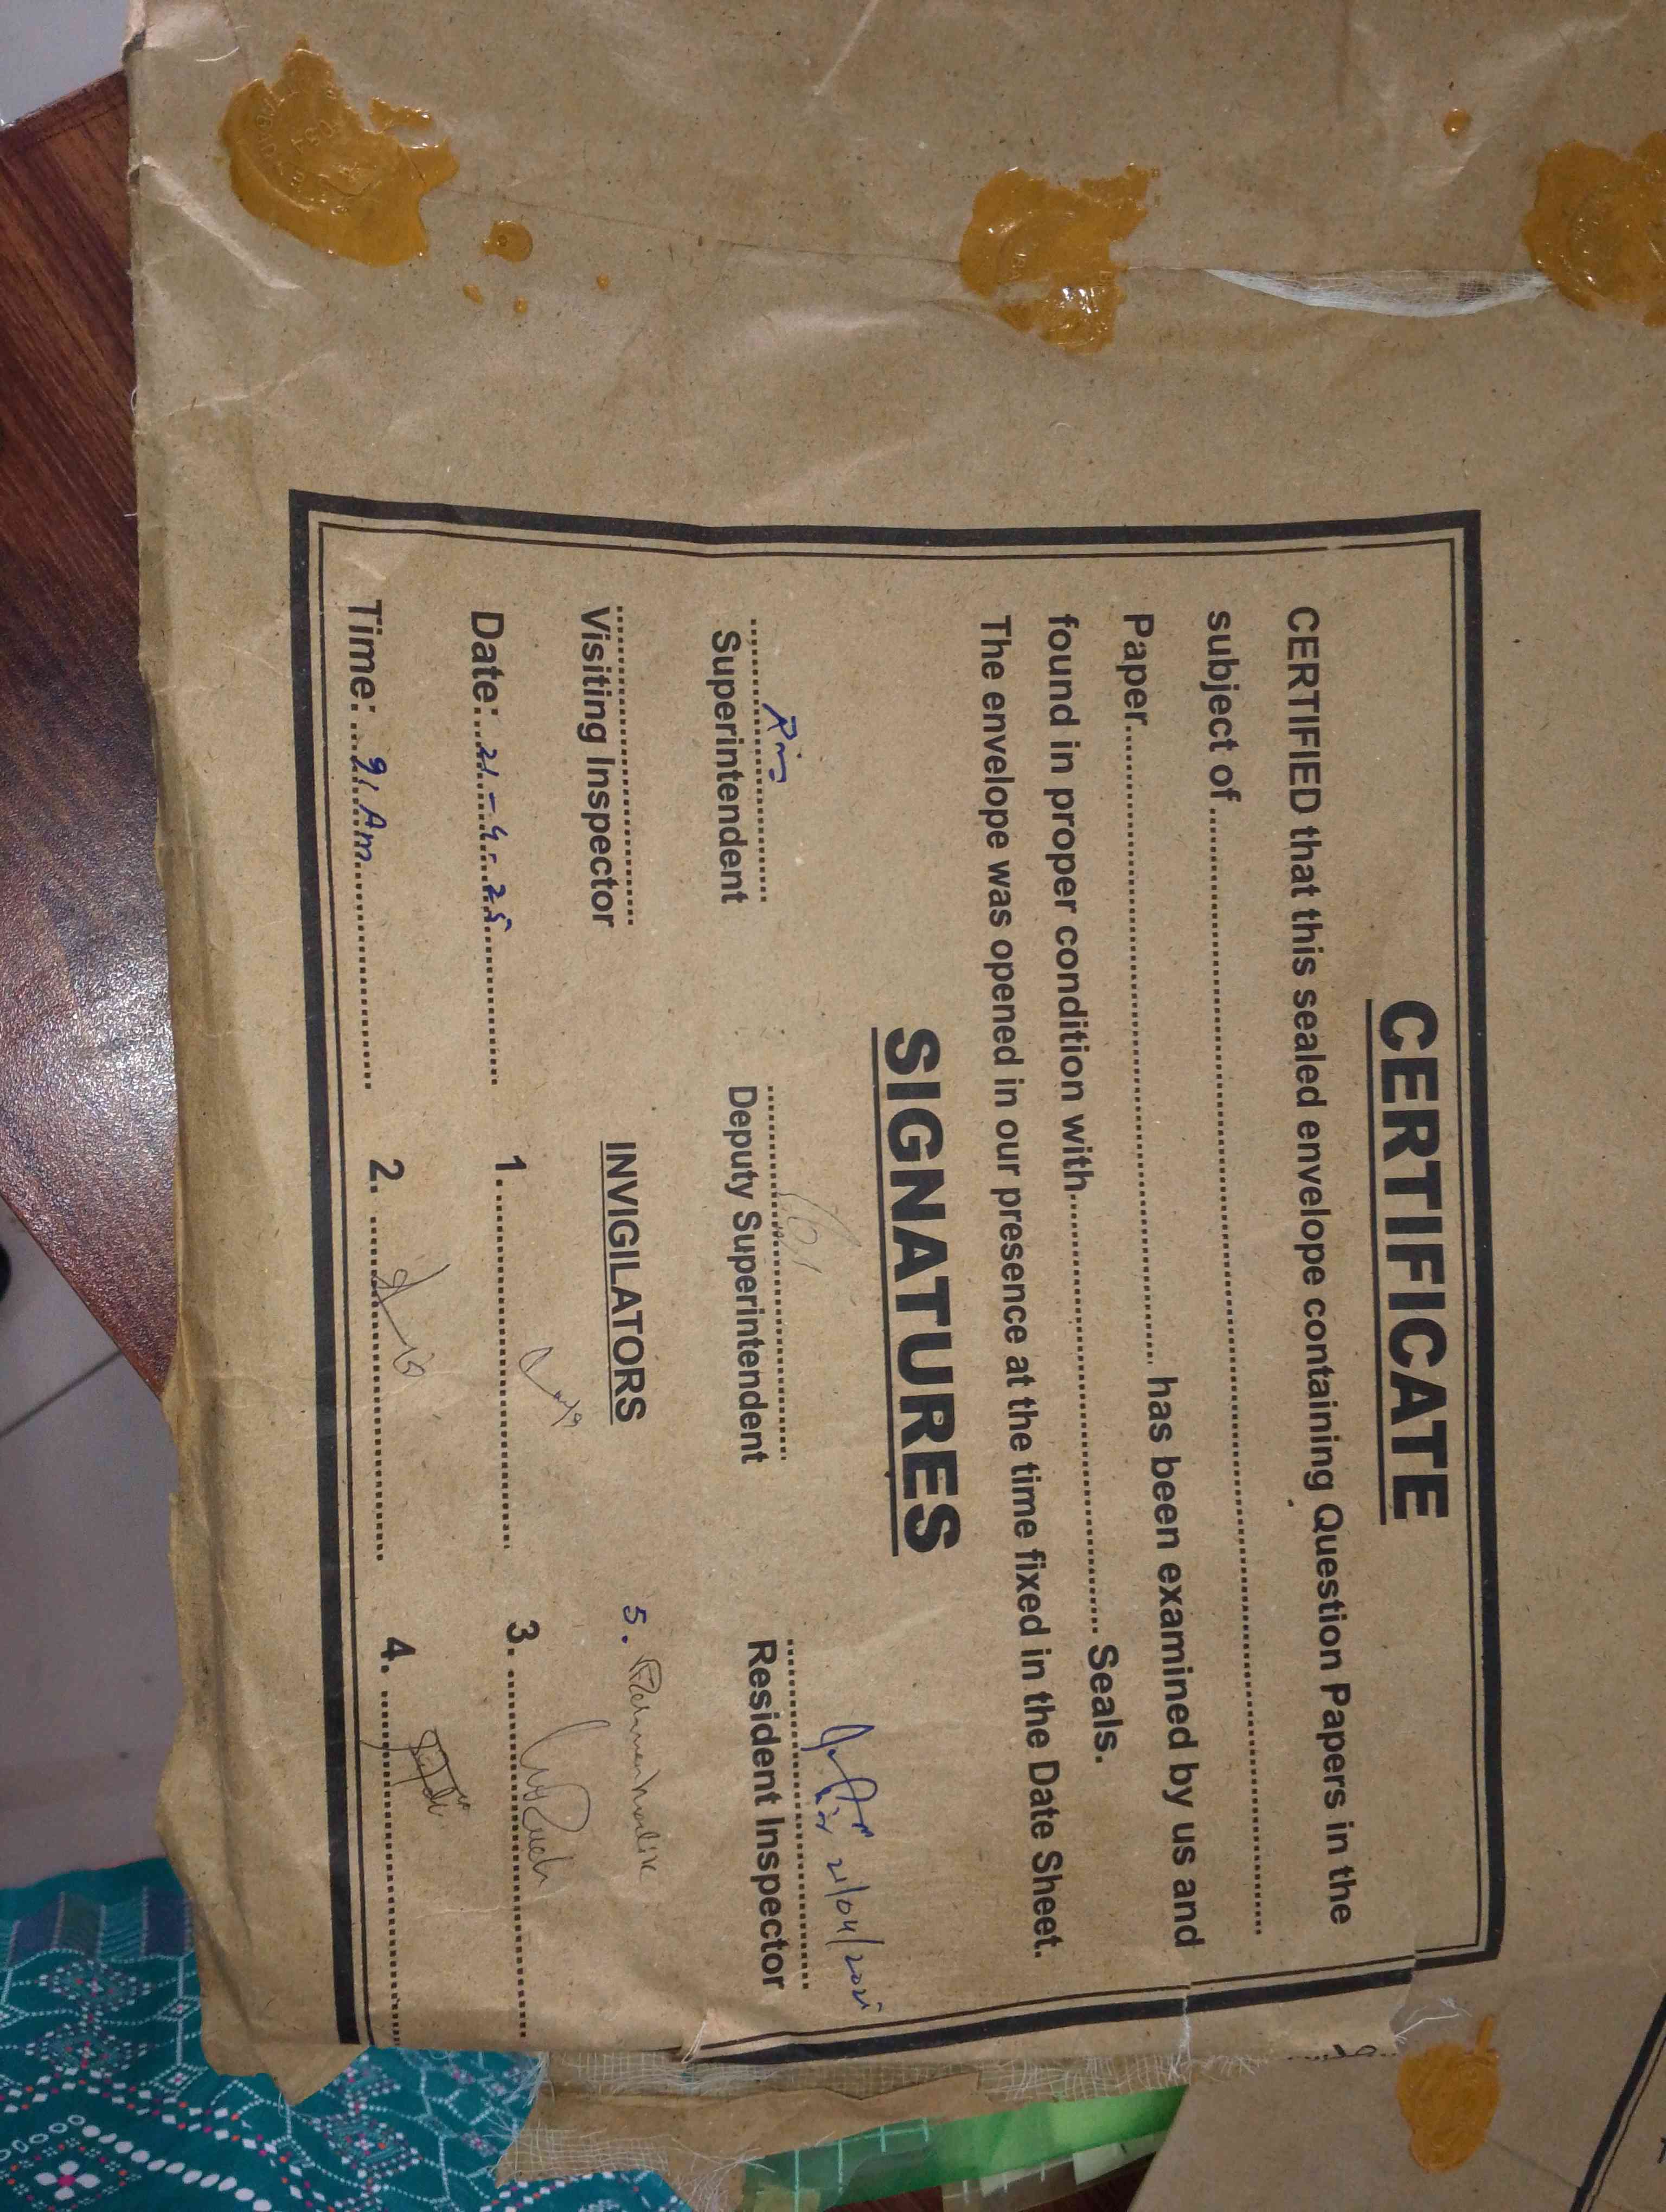 CERTIFICATE
CERTIFIED that this sealed envelope containing Question Papers in the
subject of
Paper has been examined by us and
found in proper condition with Seals.
The envelope was opened in our presence at the time fixed in the Date Sheet.
SIGNATURES
21/04/2025
Superintendent Deputy Superintendent Resident Inspector
Visiting Inspector INVIGILATORS 5.
Date: 21-4-25 1. 3.
Time: 9 Am 2. 4.